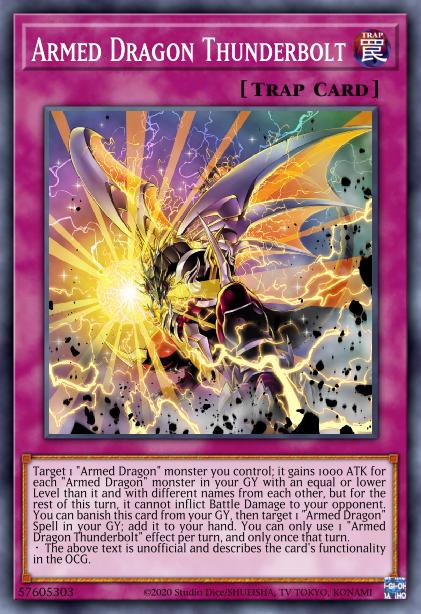 ARMED DRAGON THUNDERBOLT
TRAP
罠
[TRAP CARD]
Target 1 "Armed Dragon" monster you control; it gains 1000 ATK for
each "Armed Dragon" monster in your GY with an equal or lower
Level than it and with different names from each other, but for the
rest of this turn, it cannot inflict Battle Damage to your opponent.
You can banish this card from your GY, then target 1 "Armed Dragon"
Spell in your GY; add it to your hand. You can only use 1 "Armed
Dragon Thunderbolt" effect per turn, and only once that turn.
· The above text is unofficial and describes the card's functionality
in the OCG.
57605303
©2020 Studio Dice/SHUEISHA, TV TOKYO, KONAMI